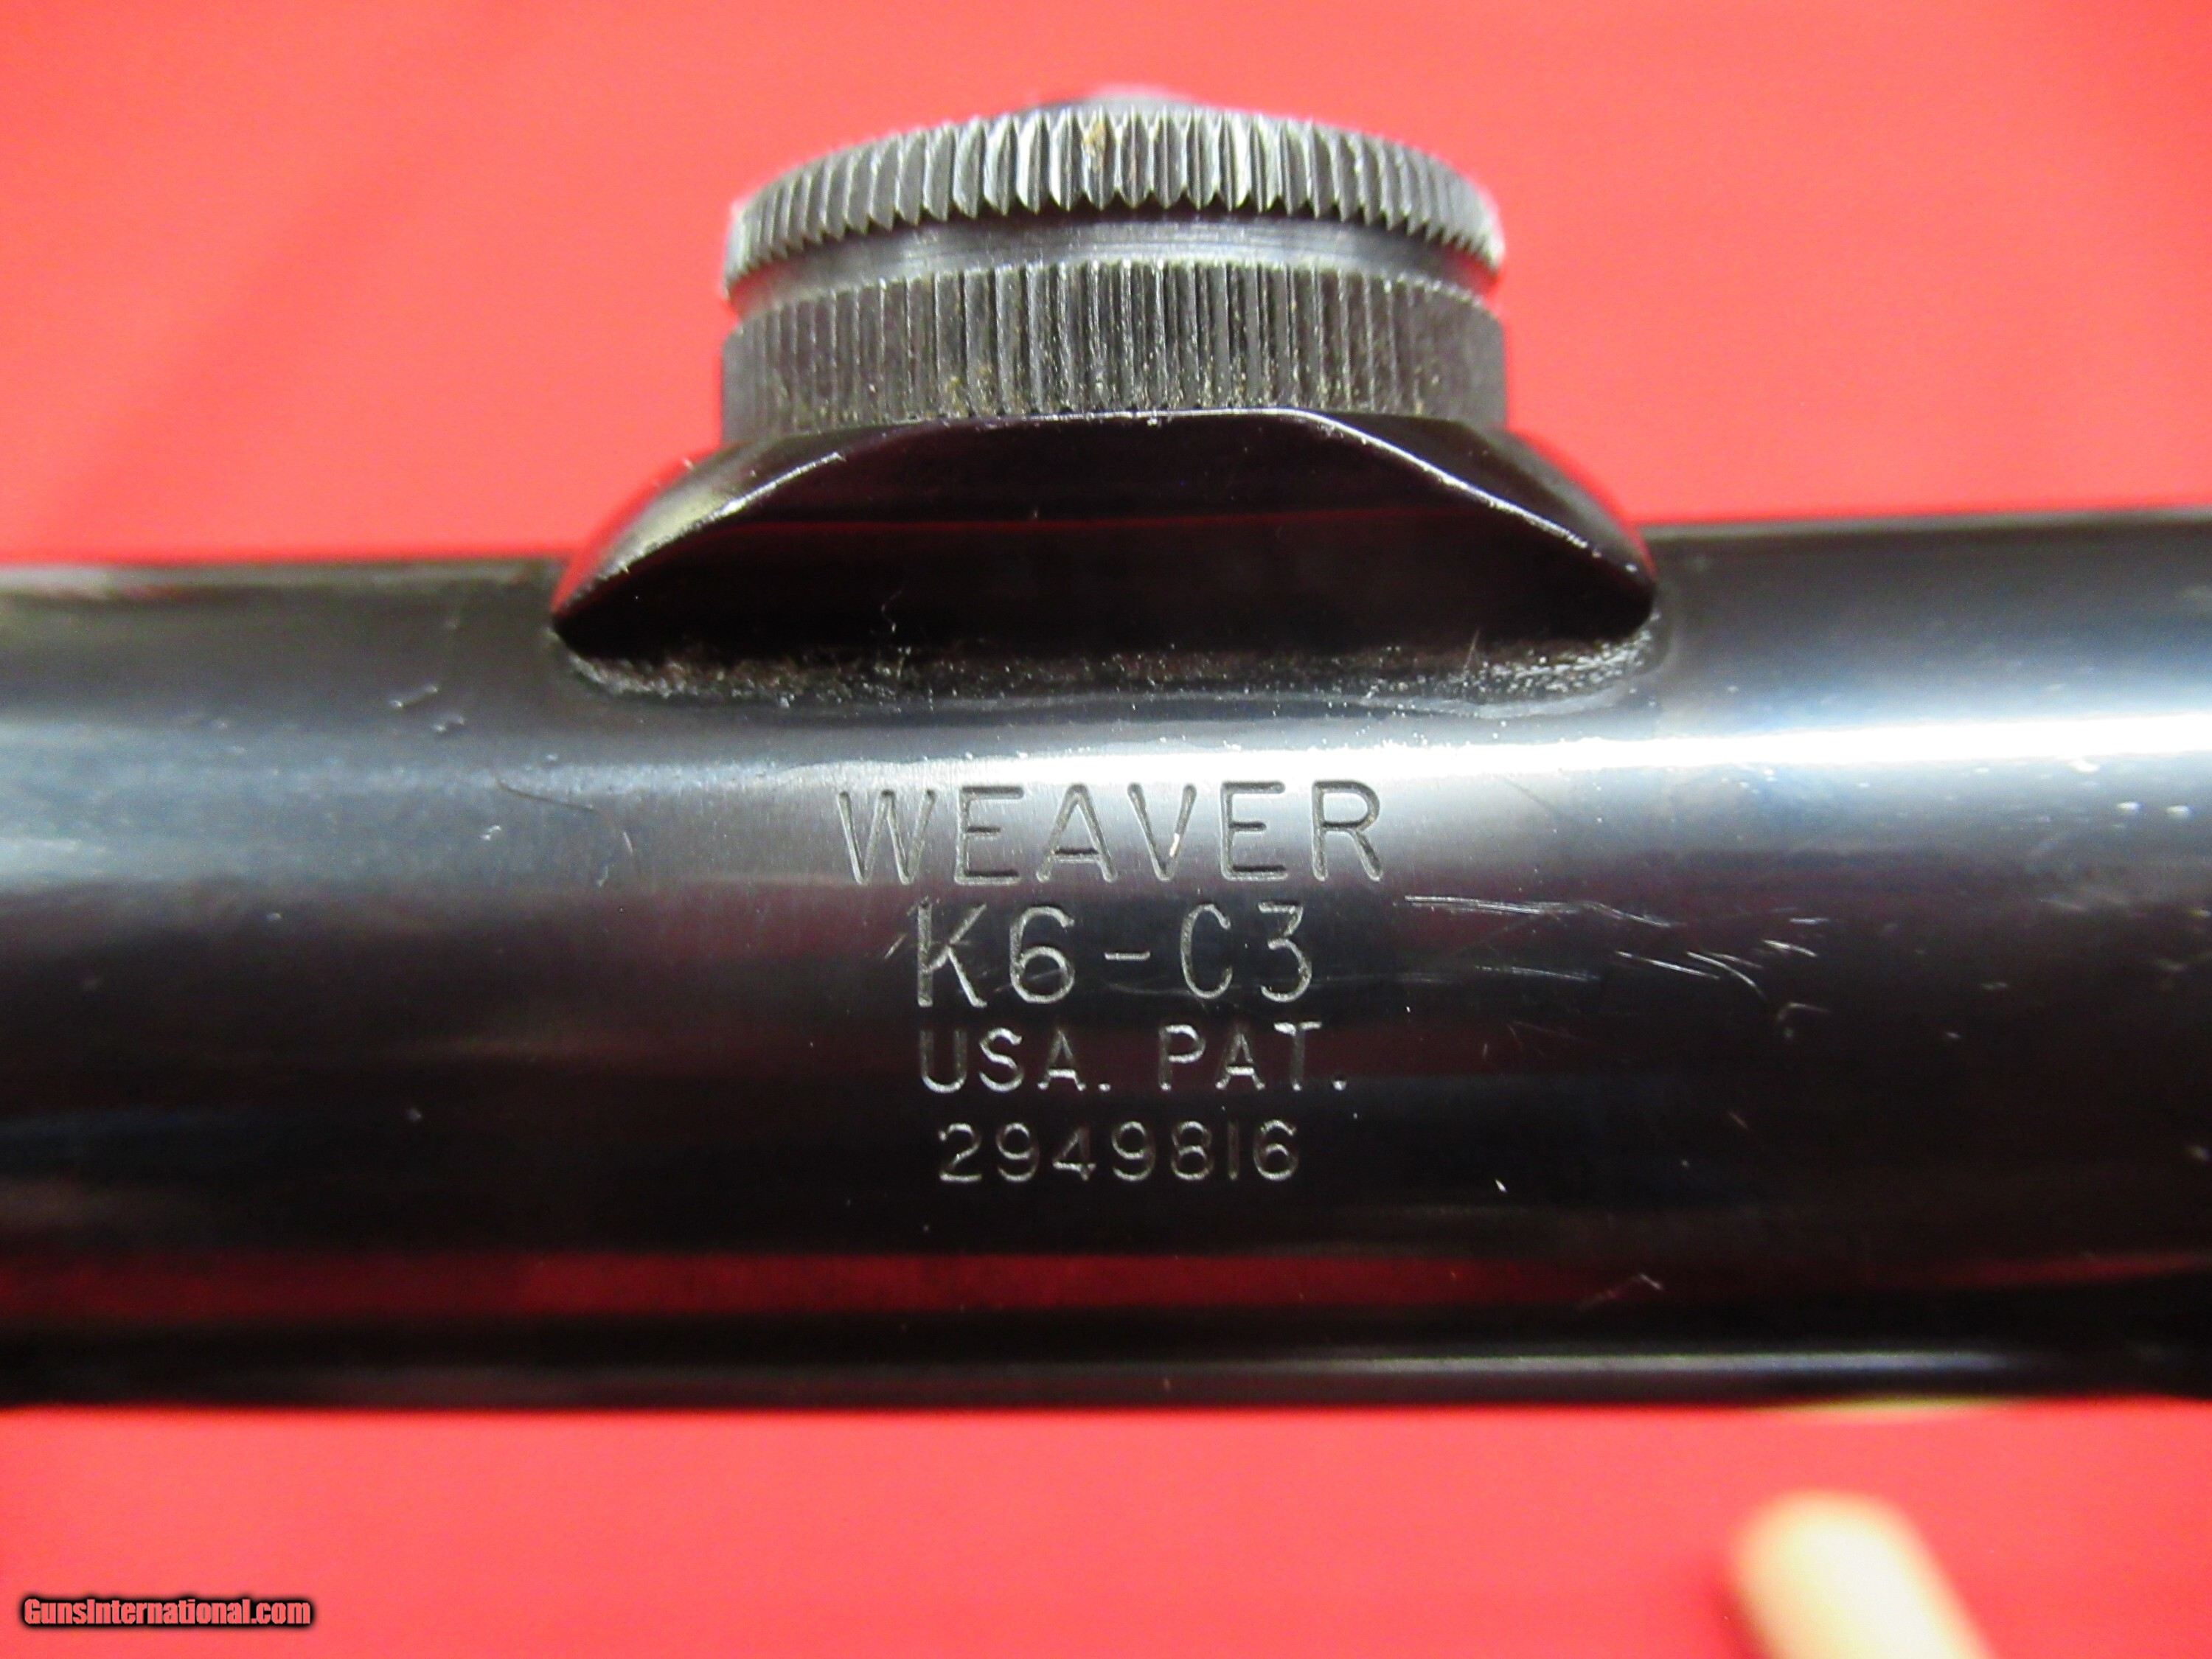 WEAVER
K6-C3
USA. PAT.
2949816
GunsInternational.com